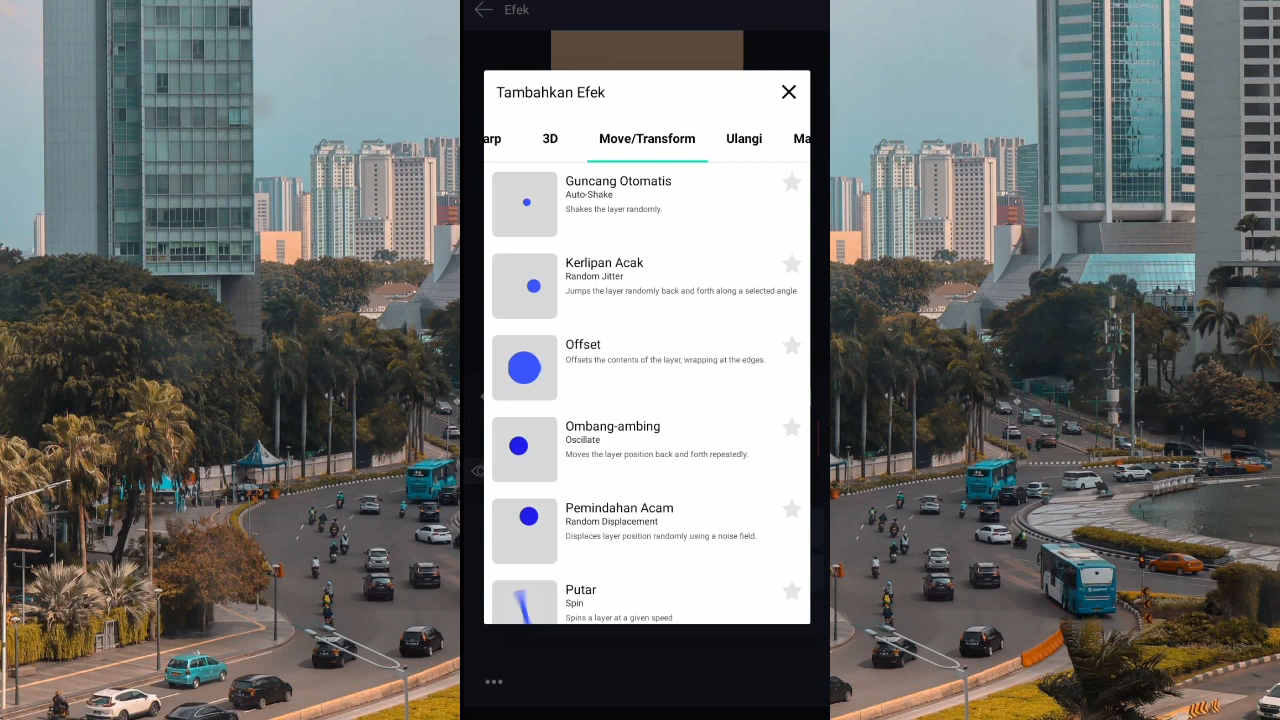 Efek
Tambahkan Efek
arp 3D Move/Transform Ulangi Ma
Guncang Otomatis
Auto-Shake
Shakes the layer randomly.
Kerlipan Acak
Random Jitter
Jumps the layer randomly back and forth along a selected angle.
Offset
Offsets the contents of the layer, wrapping at the edges.
Ombang-ambing
Oscillate
Moves the layer position back and forth repeatedly.
Pemindahan Acam
Random Displacement
Displaces layer position randomly using a noise field.
Putar
Spin
Spins a layer at a given speed